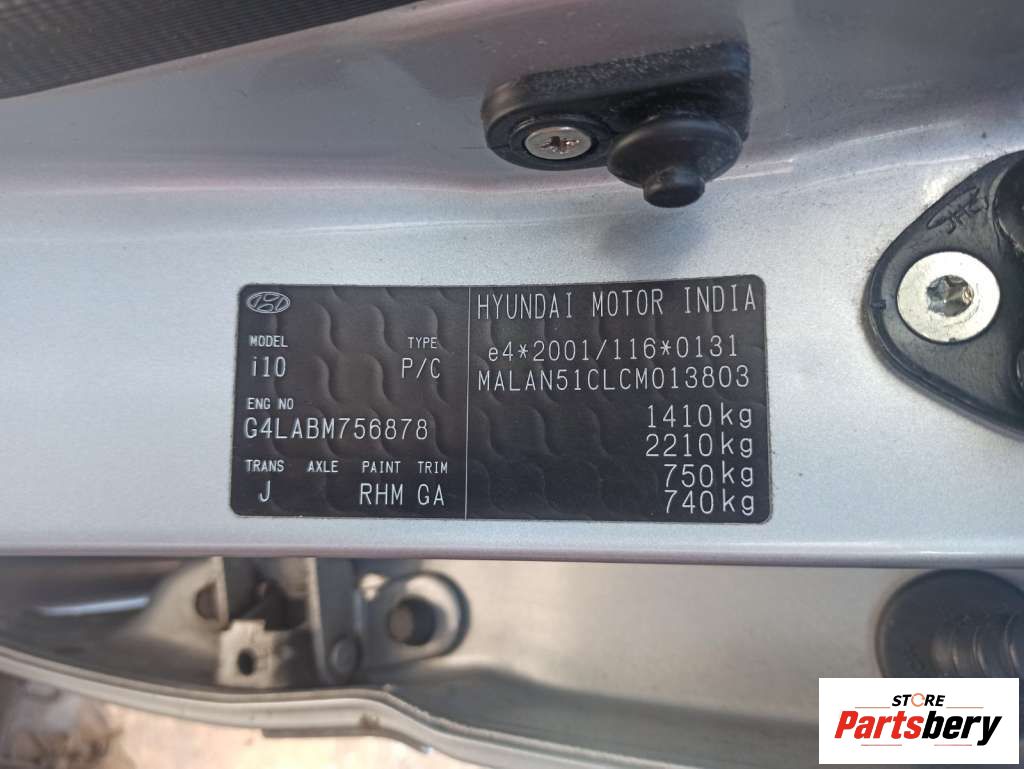 MODEL TYPE
i10 P/C
ENG NO
G4LABM756878
TRANS AXLE PAINT TRIM
J RHM GA
HYUNDAI MOTOR INDIA
e4*2001/116*0131
MALAN51CLCM013803
1410kg
2210kg
750kg
740kg
STORE
Partsbery